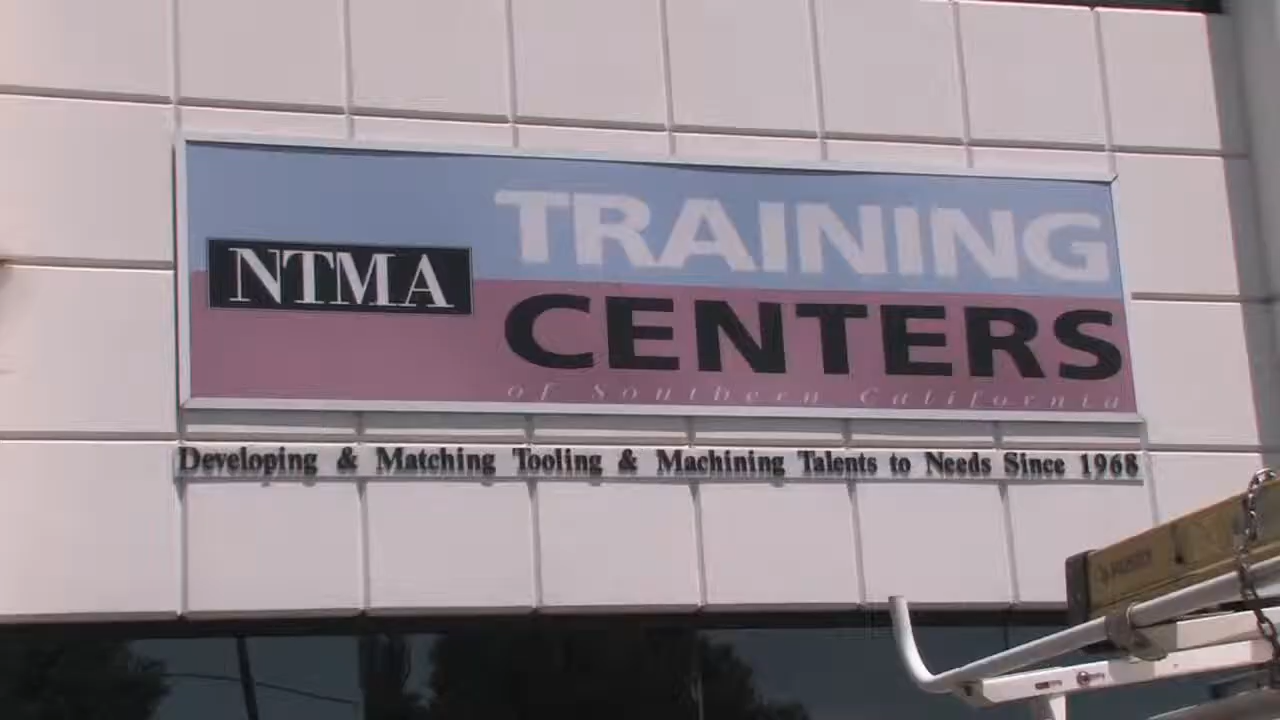 NTMA
TRAINING
CENTERS
of Southern California
Developing & Matching Tooling & Machining Talents to Needs Since 1968